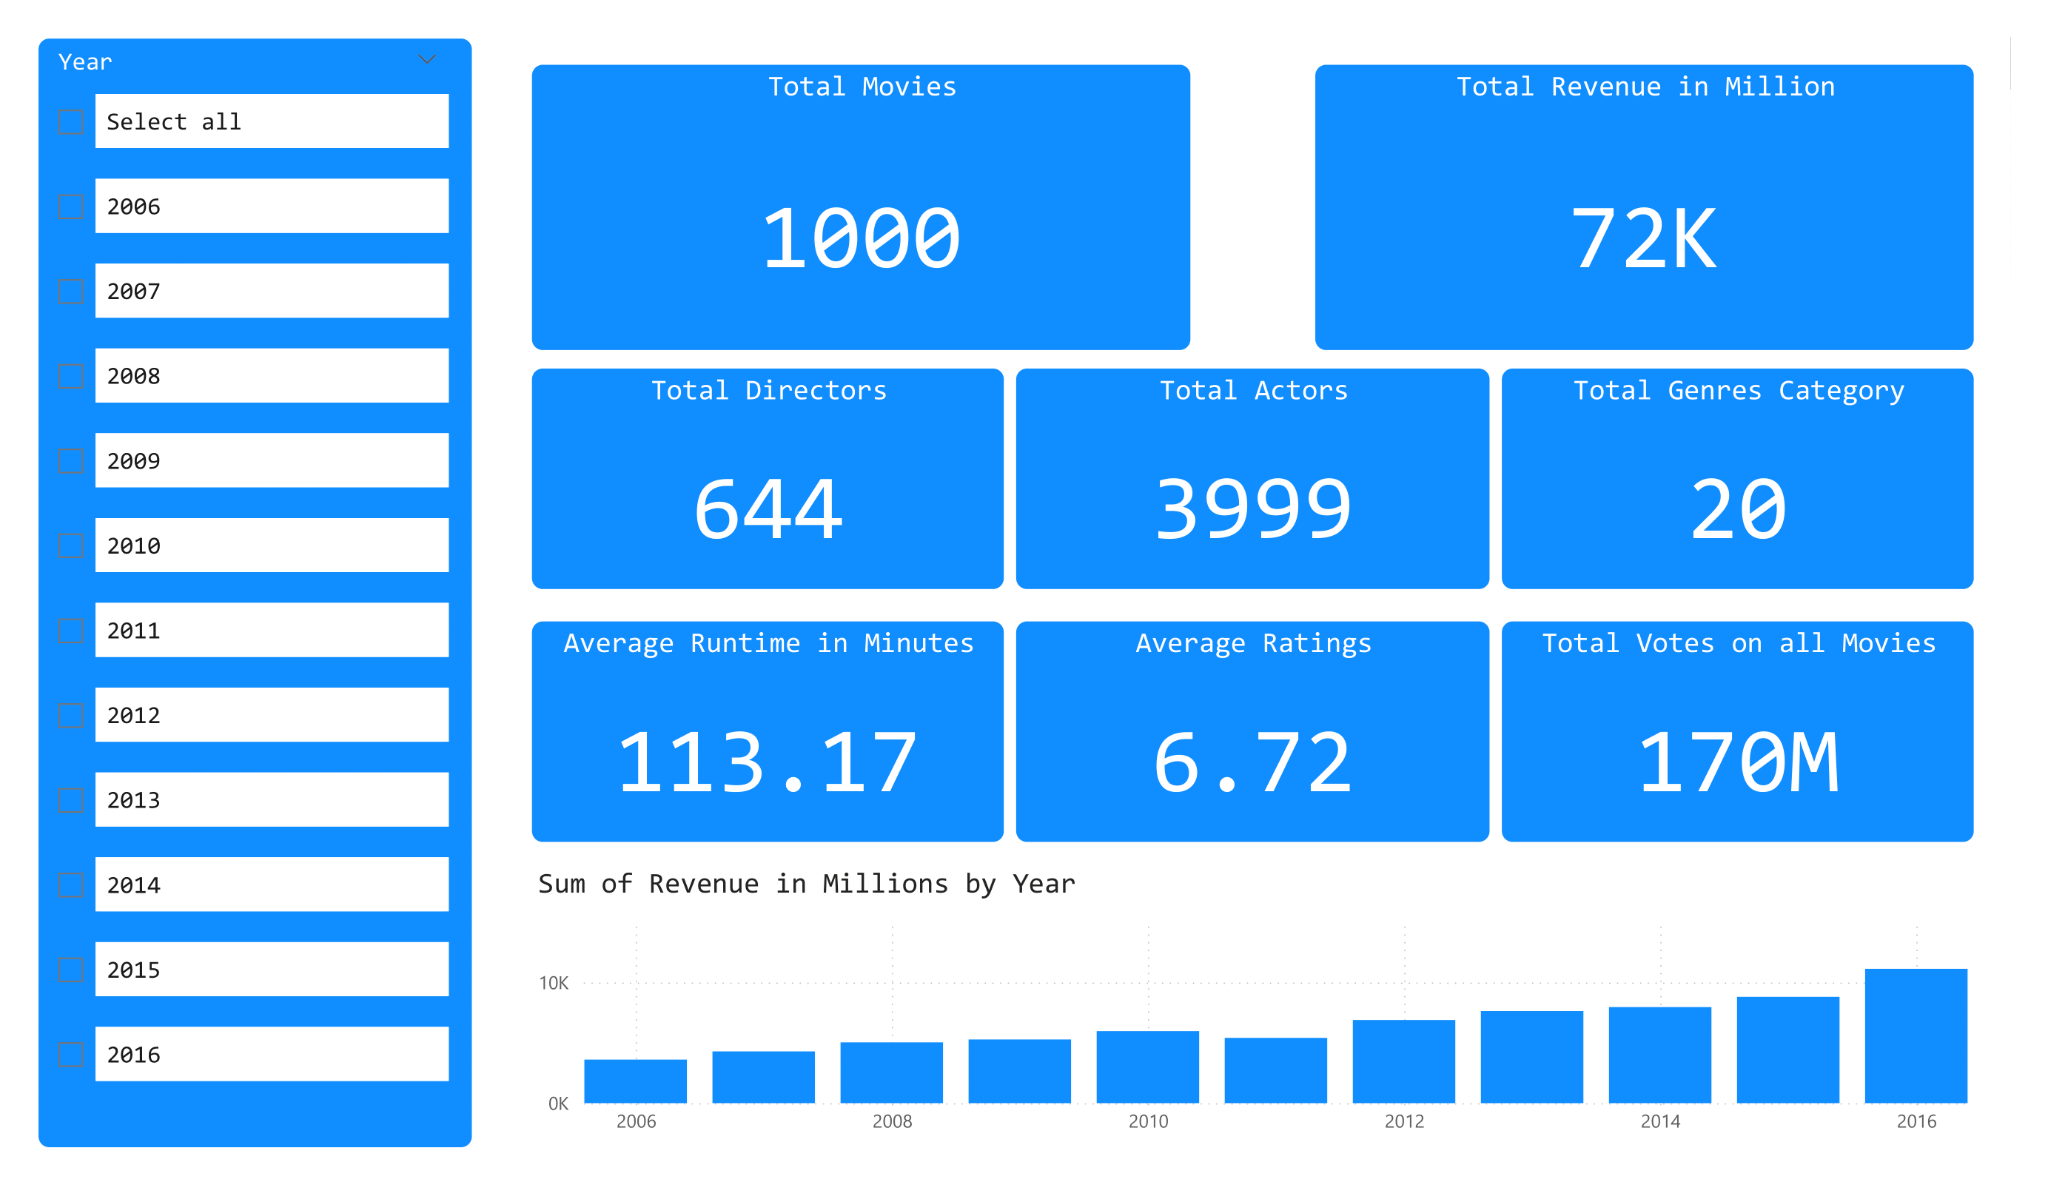 Year
Select all
2006
2007
2008
2009
2010
2011
2012
2013
2014
2015
2016
Total Movies
1000
Total Revenue in Million
72K
Total Directors
644
Total Actors
3999
Total Genres Category
20
Average Runtime in Minutes
113.17
Average Ratings
6.72
Total Votes on all Movies
170M
Sum of Revenue in Millions by Year
10K
0K
2006 2008 2010 2012 2014 2016